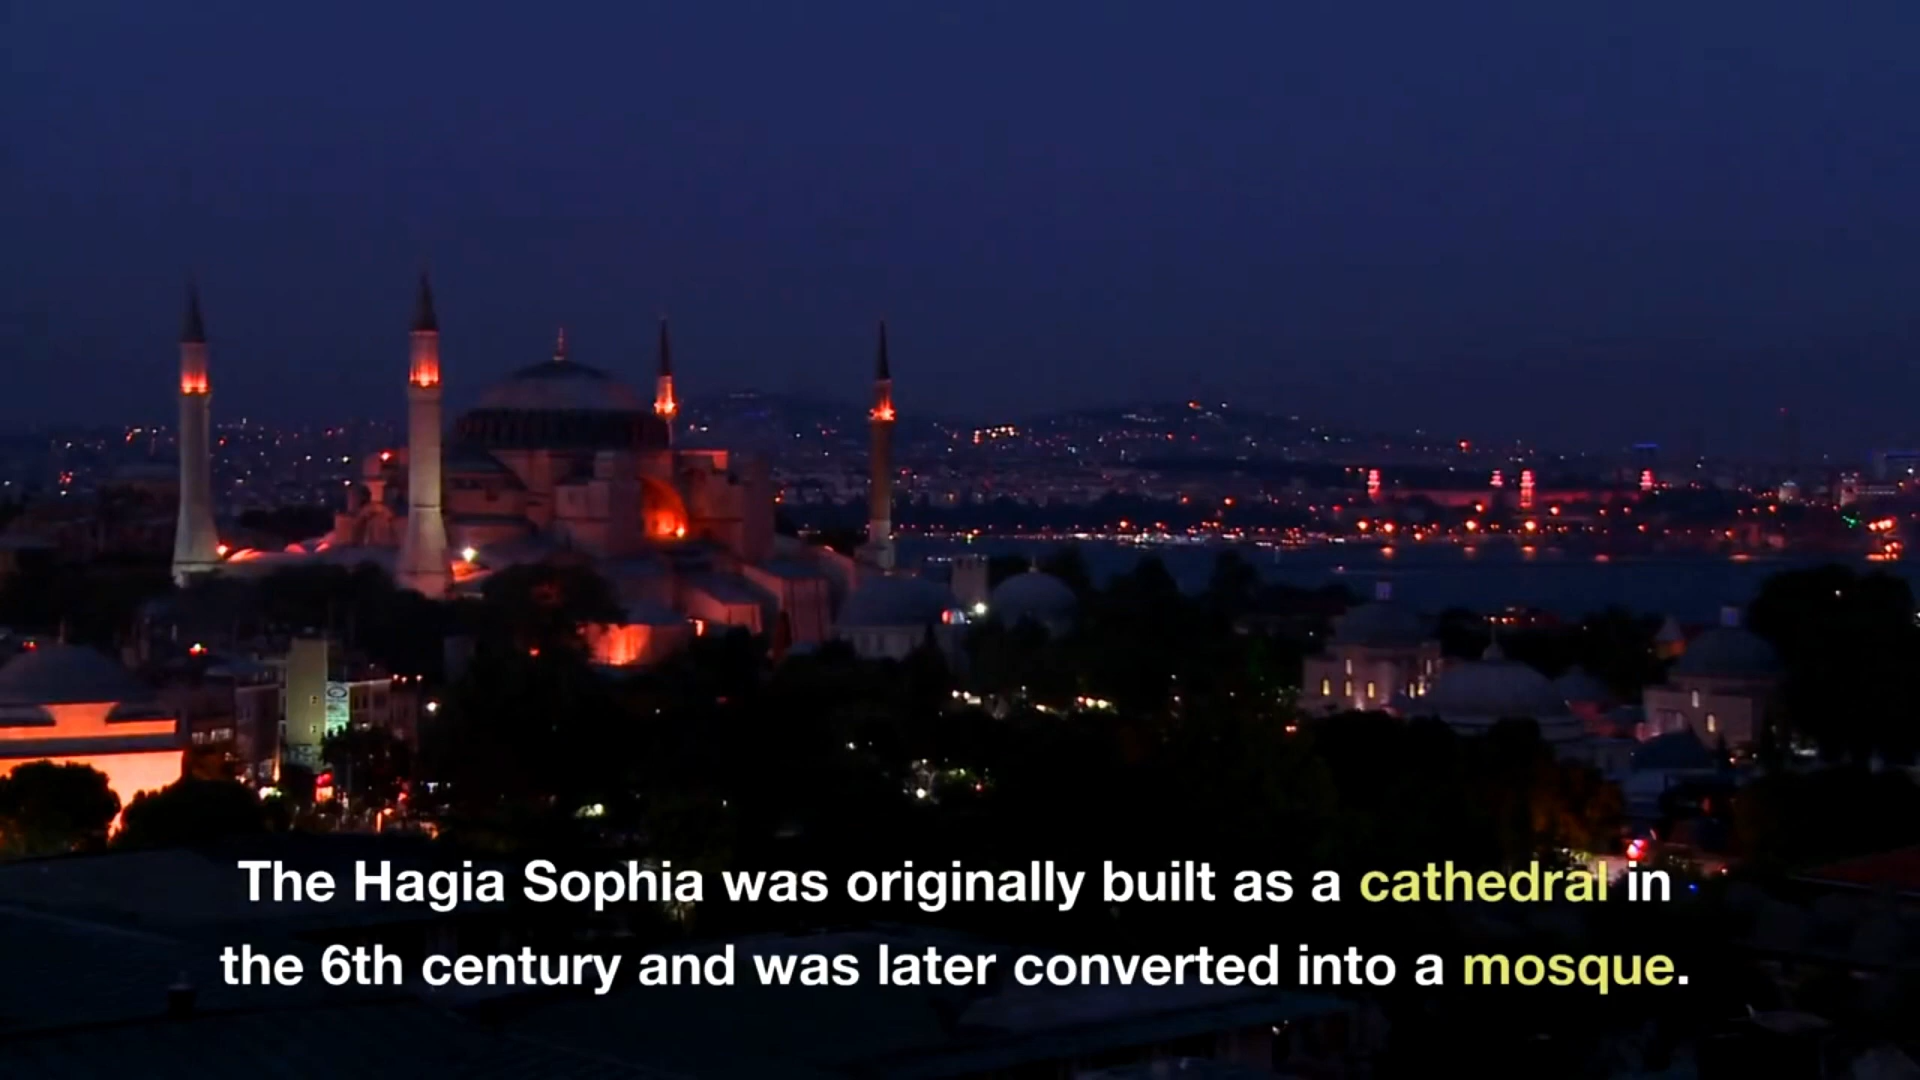 The Hagia Sophia was originally built as a cathedral in
the 6th century and was later converted into a mosque.